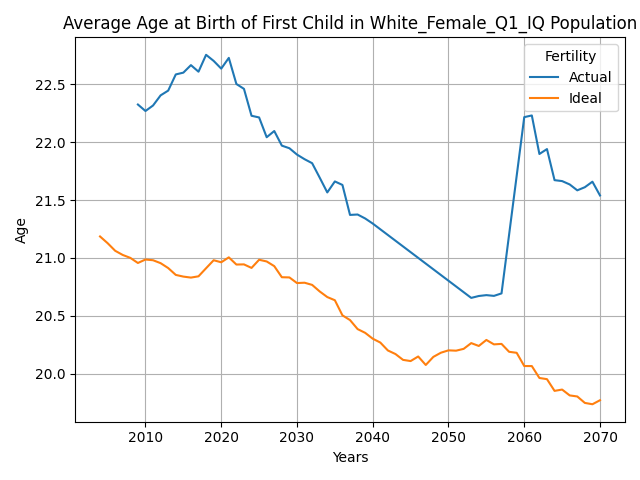 Average Age at Birth of First Child in White_Female_Q1_IQ Population
Fertility
Actual
Ideal
22.5
22.0
21.5
21.0
20.5
20.0
Age
2010 2020 2030 2040 2050 2060 2070
Years